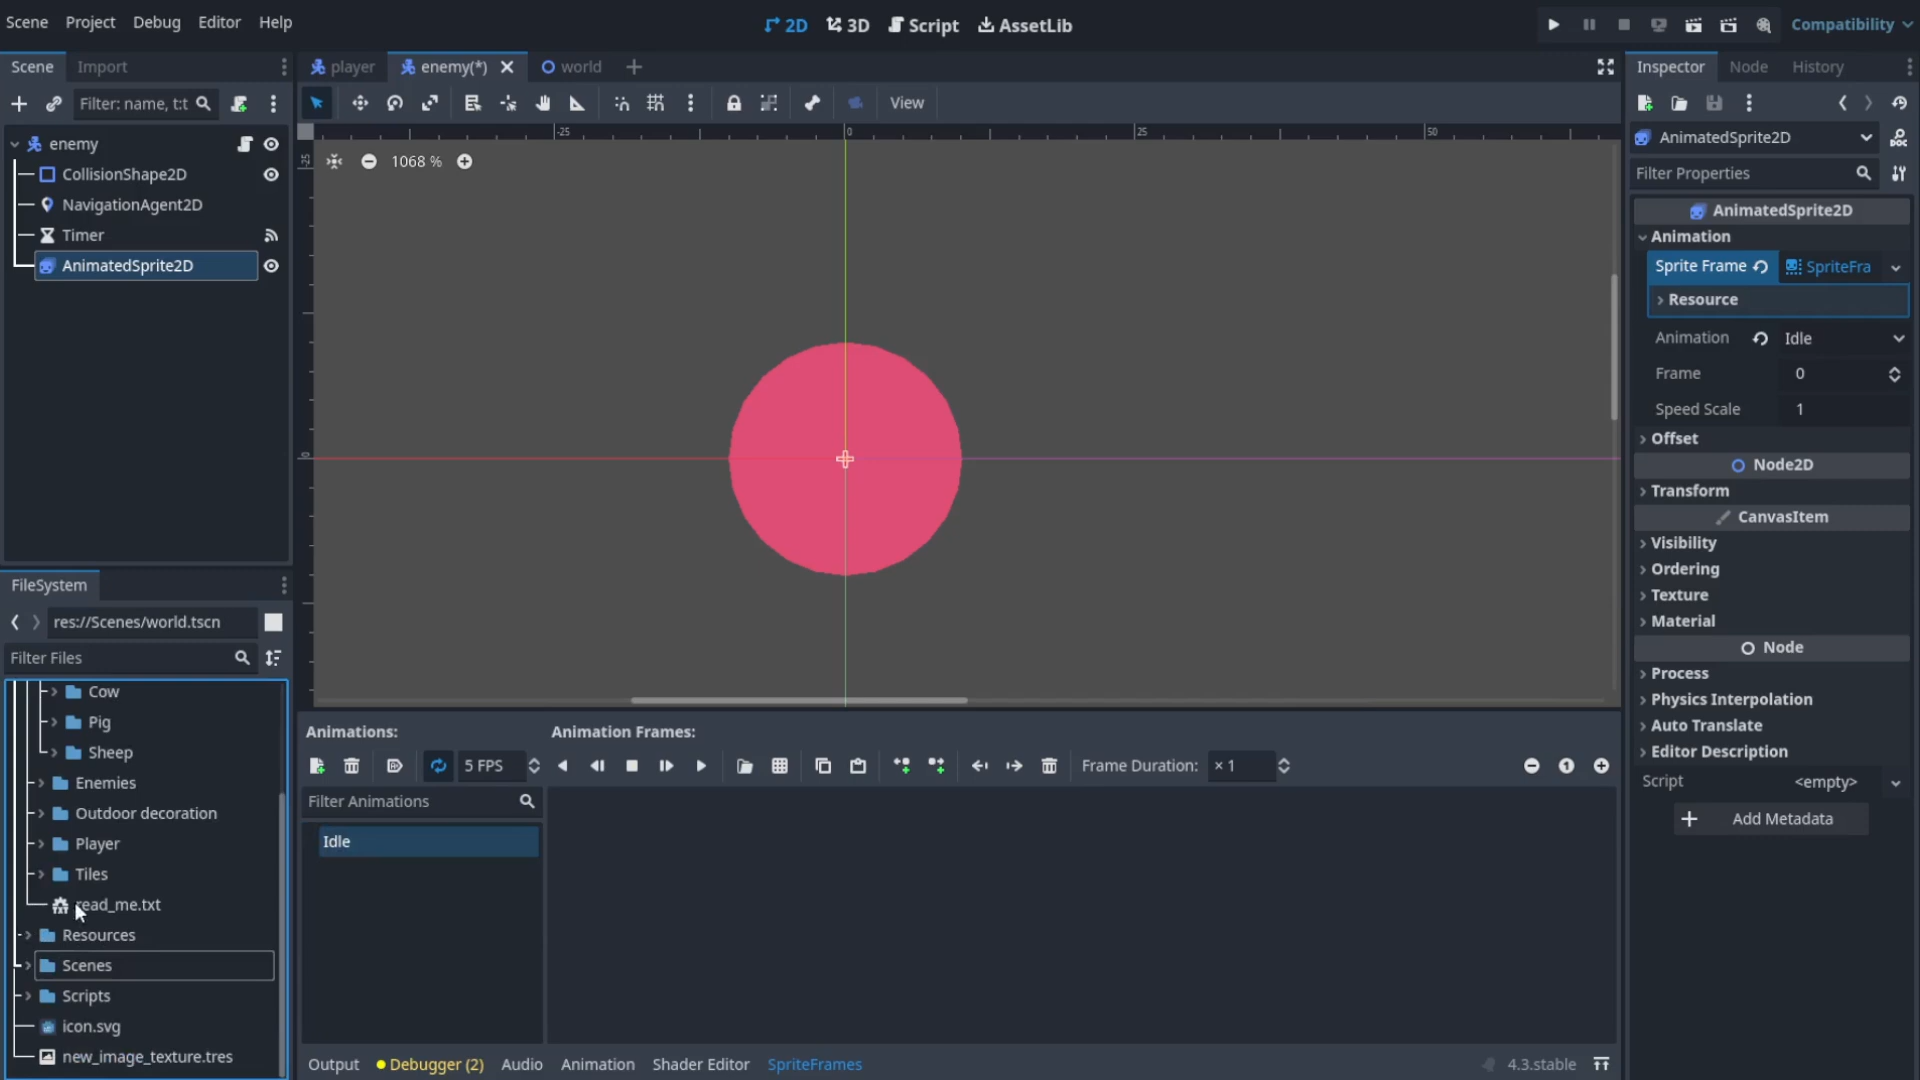 Scene Project Debug Editor Help
2D 3D Script AssetLib
Compatibility
Scene Import
player enemy(*) world
Inspector Node History
Filter: name, t:t
View
enemy
CollisionShape2D
NavigationAgent2D
Timer
AnimatedSprite2D
-25 0 25 50
-25
0
1068 %
AnimatedSprite2D
Filter Properties
AnimatedSprite2D
Animation
Sprite Frame SpriteFra
Resource
Animation Idle
Frame 0
Speed Scale 1
Offset
Node2D
Transform
CanvasItem
Visibility
Ordering
Texture
Material
Node
Process
Physics Interpolation
Auto Translate
Editor Description
Script <empty>
Add Metadata
FileSystem
res://Scenes/world.tscn
Filter Files
Cow
Pig
Sheep
Enemies
Outdoor decoration
Player
Tiles
read_me.txt
Resources
Scenes
Scripts
icon.svg
new_image_texture.tres
Animations: Animation Frames:
5 FPS Frame Duration: × 1
Filter Animations
Idle
Output Debugger (2) Audio Animation Shader Editor SpriteFrames 4.3.stable